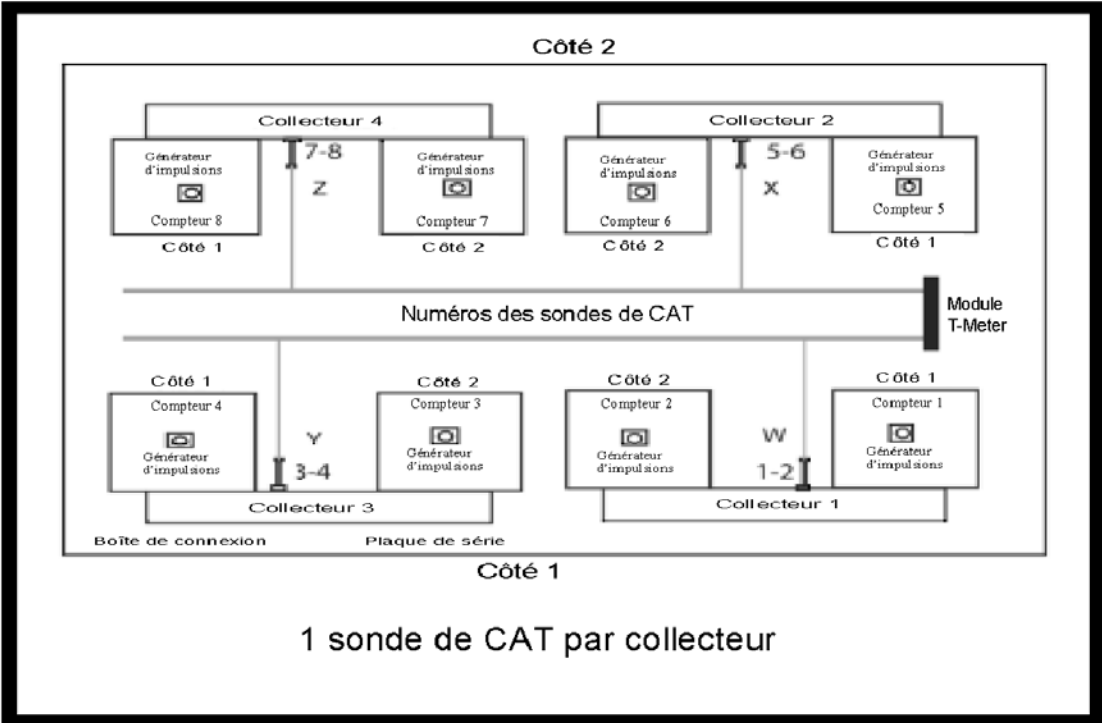 Côté 2
Collecteur 4
Collecteur 2
Générateur
d'impulsions
Compteur 8
7-8
Z
Générateur
d'impulsions
Compteur 7
Générateur
d'impulsions
Compteur 6
5-6
X
Générateur
d'impulsions
Compteur 5
Côté 1
Côté 2
Côté 2
Côté 1
Numéros des sondes de CAT
Module
T-Meter
Côté 1
Côté 2
Côté 2
Côté 1
Compteur 4
Générateur
d'impulsions
Y
3-4
Compteur 3
Générateur
d'impulsions
Compteur 2
Générateur
d'impulsions
W
1-2
Compteur 1
Générateur
d'impulsions
Collecteur 3
Collecteur 1
Boîte de connexion
Plaque de série
Côté 1
1 sonde de CAT par collecteur